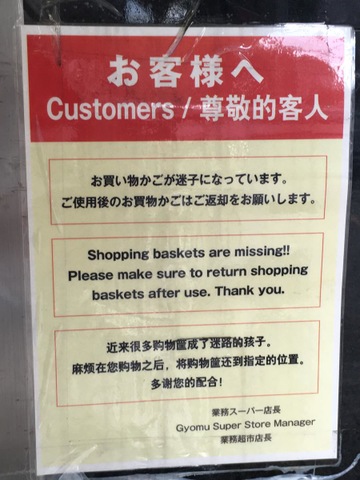 お客様へ
Customers / 尊敬的客人
お買い物かごが迷子になっています。
ご使用後のお買物かごはご返却をお願いします。
Shopping baskets are missing!!
Please make sure to return shopping
baskets after use. Thank you.
近来很多购物筐成了迷路的孩子。
麻烦在您购物之后，将购物筐还到指定的位置。
多谢您的配合！
業務スーパー店長
Gyomu Super Store Manager
業務超市店長